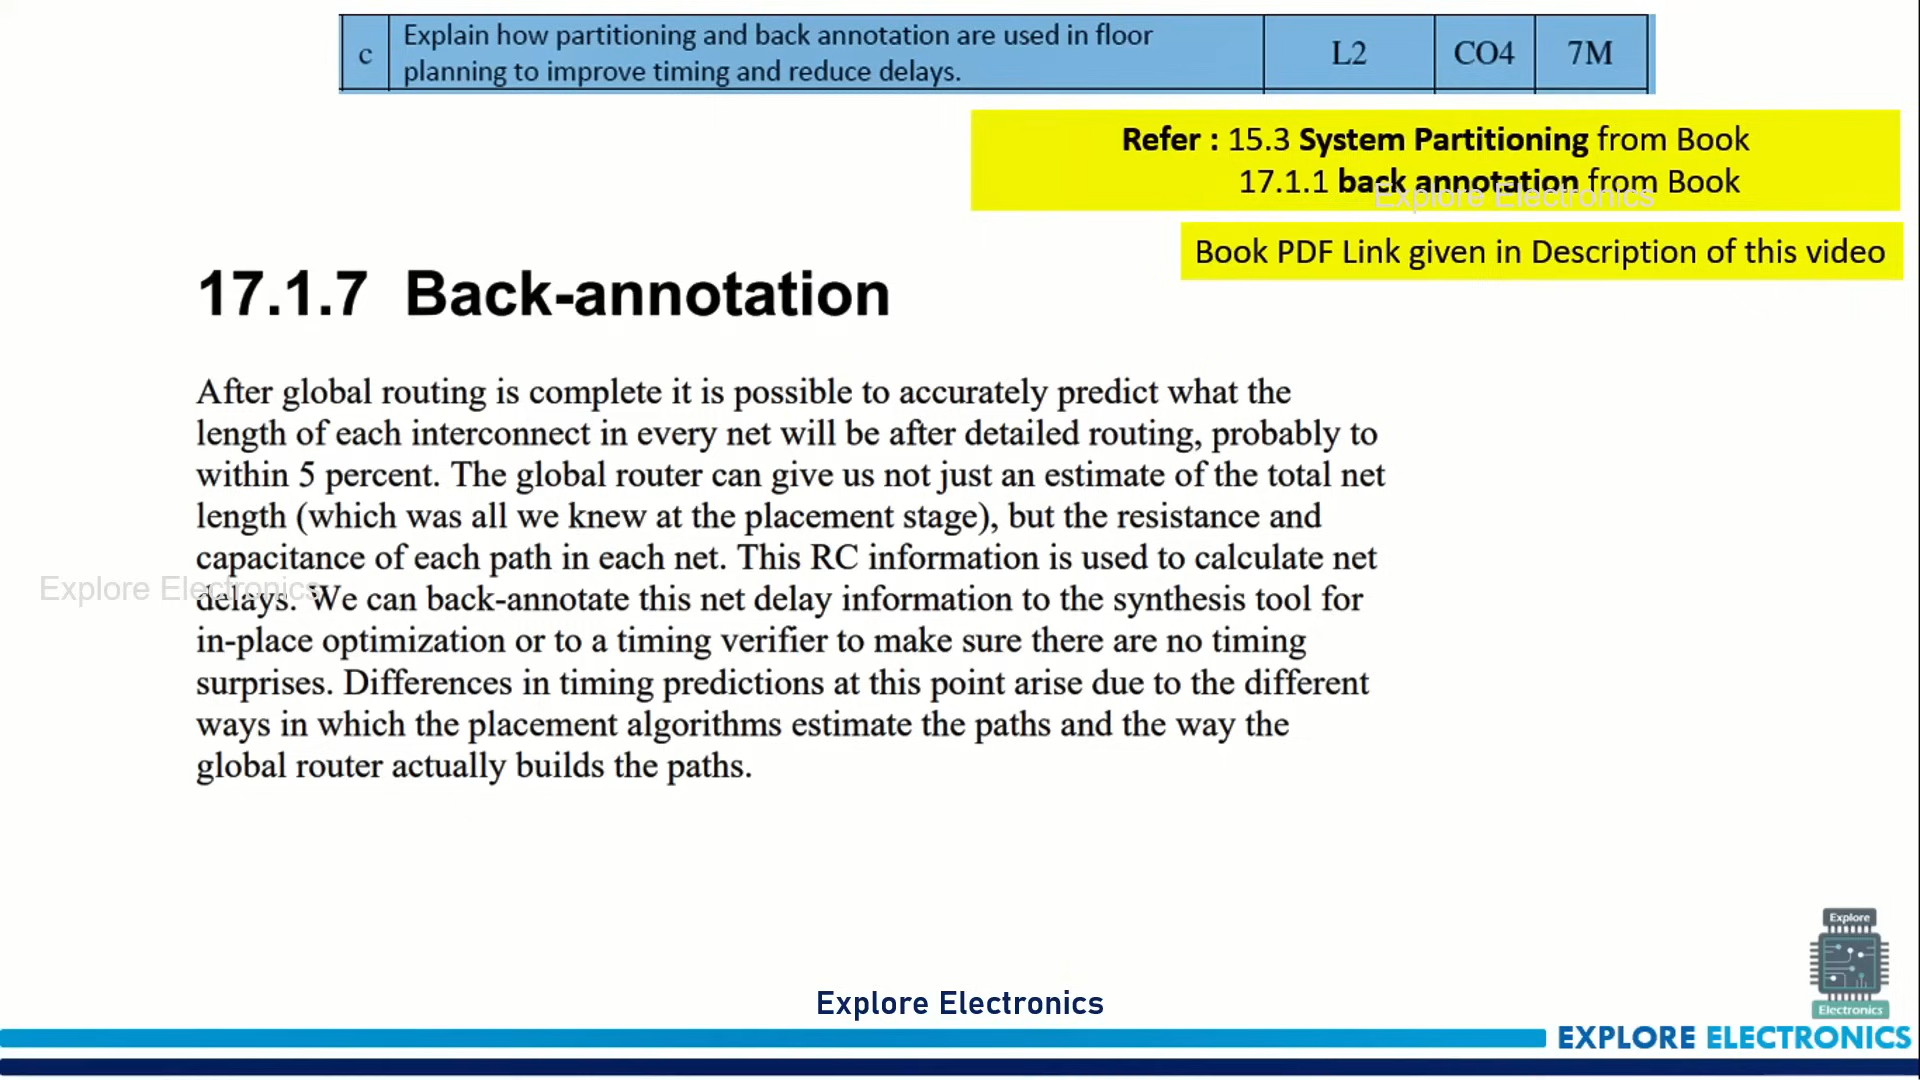 c
Explain how partitioning and back annotation are used in floor
planning to improve timing and reduce delays.
L2
CO4
7M
Refer : 15.3 System Partitioning from Book
17.1.1 back annotation from Book
Explore Electronics
Book PDF Link given in Description of this video
17.1.7 Back-annotation
After global routing is complete it is possible to accurately predict what the
length of each interconnect in every net will be after detailed routing, probably to
within 5 percent. The global router can give us not just an estimate of the total net
length (which was all we knew at the placement stage), but the resistance and
capacitance of each path in each net. This RC information is used to calculate net
Explore Electronics
delays. We can back-annotate this net delay information to the synthesis tool for
in-place optimization or to a timing verifier to make sure there are no timing
surprises. Differences in timing predictions at this point arise due to the different
ways in which the placement algorithms estimate the paths and the way the
global router actually builds the paths.
Explore
Electronics
Explore Electronics
EXPLORE ELECTRONICS